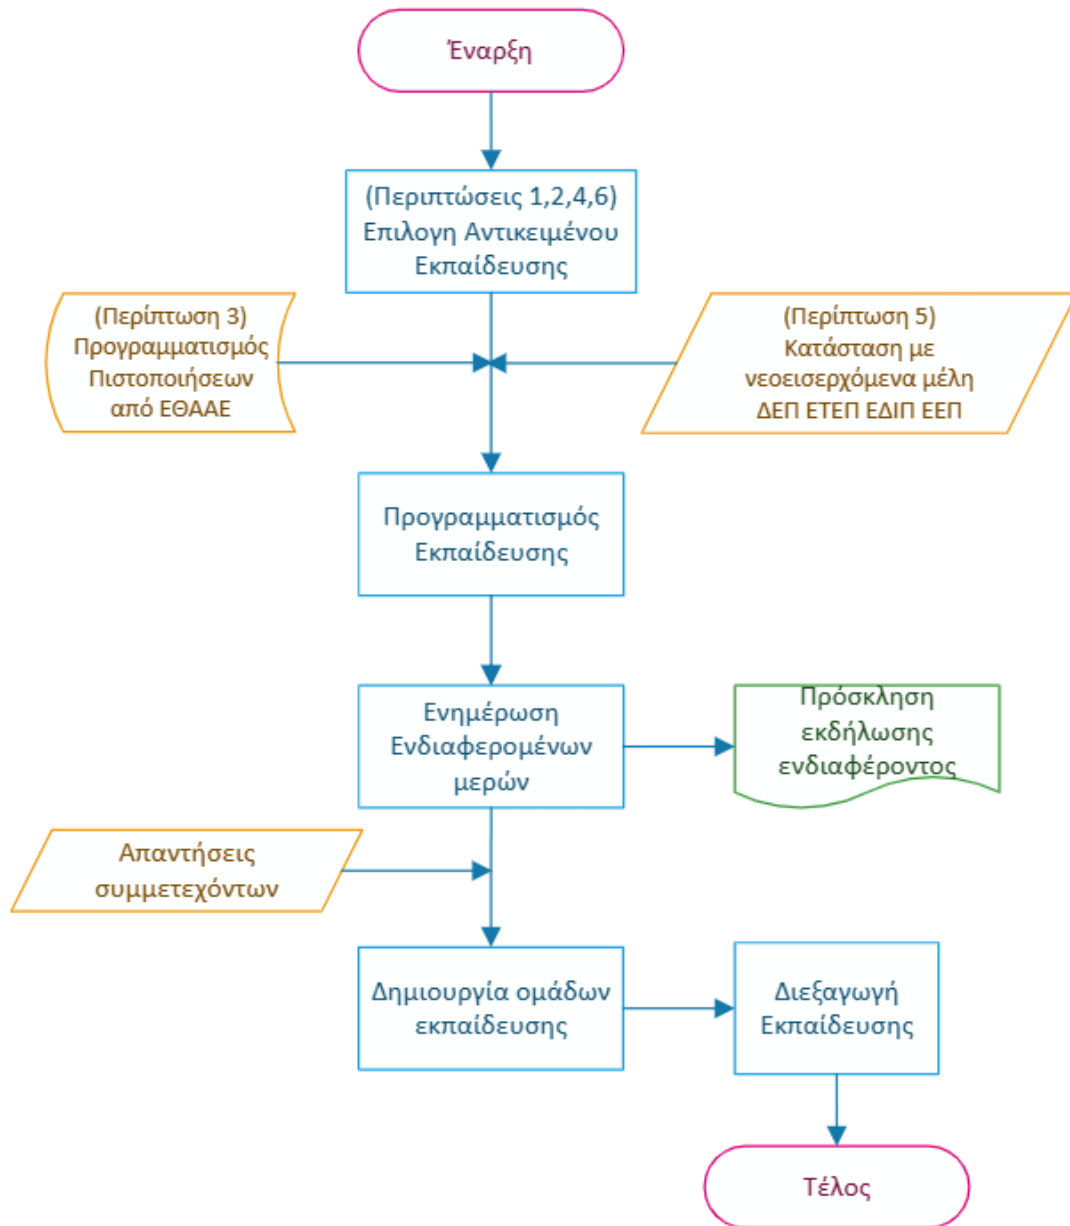 Έναρξη
(Περιπτώσεις 1,2,4,6)
Επιλογη Αντικειμένου
Εκπαίδευσης
(Περίπτωση 3)
Προγραμματισμός
Πιστοποιήσεων
από ΕΘΑΑΕ
(Περίπτωση 5)
Κατάσταση με
νεοεισερχόμενα μέλη
ΔΕΠ ΕΤΕΠ ΕΔΙΠ ΕΕΠ
Προγραμματισμός
Εκπαίδευσης
Ενημέρωση
Ενδιαφερομένων
μερών
Πρόσκληση
εκδήλωσης
ενδιαφέροντος
Απαντήσεις
συμμετεχόντων
Δημιουργία ομάδων
εκπαίδευσης
Διεξαγωγή
Εκπαίδευσης
Τέλος